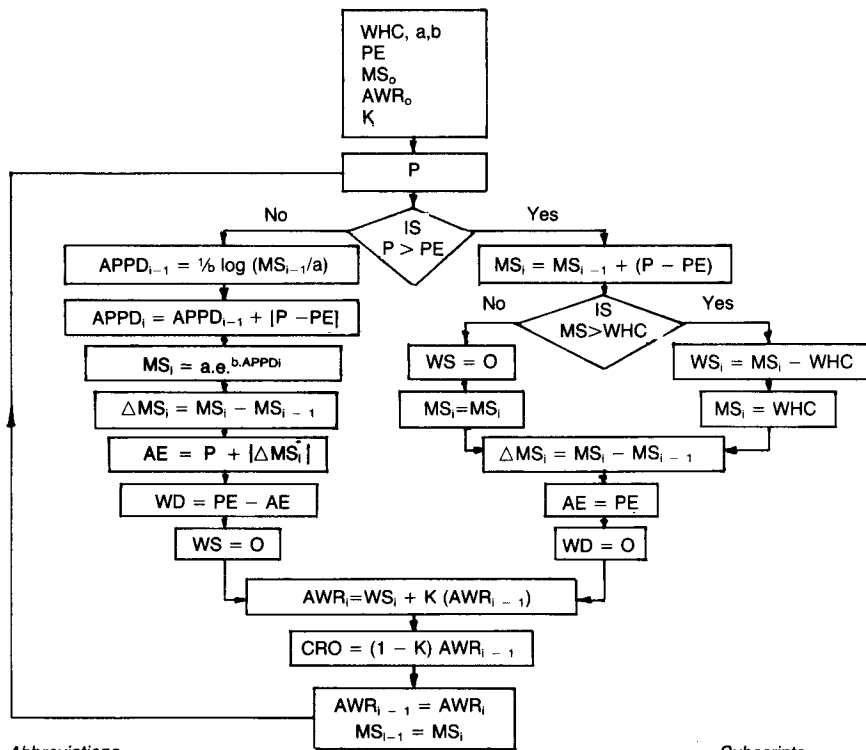 WHC, a,b
PE
MSₒ
AWRₒ
K
P
IS
P > PE
No
Yes
APPDᵢ₋₁ = ⅟b log (MSᵢ₋₁/a)
APPDᵢ = APPDᵢ₋₁ + |P -PE|
MSᵢ = a.e.ᵇ·ᴬᴾᴾᴰⁱ
△MSᵢ = MSᵢ - MSᵢ ₋ ₁
AE = P + |△MSᵢ|
WD = PE - AE
WS = O
MSᵢ = MSᵢ ₋₁ + (P - PE)
No
IS
MS>WHC
Yes
WS = O
MSᵢ=MSᵢ
WSᵢ = MSᵢ - WHC
MSᵢ = WHC
△MSᵢ = MSᵢ - MSᵢ ₋ ₁
AE = PE
WD = O
AWRᵢ=WSᵢ + K (AWRᵢ ₋ ₁)
CRO = (1 - K) AWRᵢ ₋ ₁
AWRᵢ ₋ ₁ = AWRᵢ
MSᵢ₋₁ = MSᵢ
Abbreviations
Subscripts